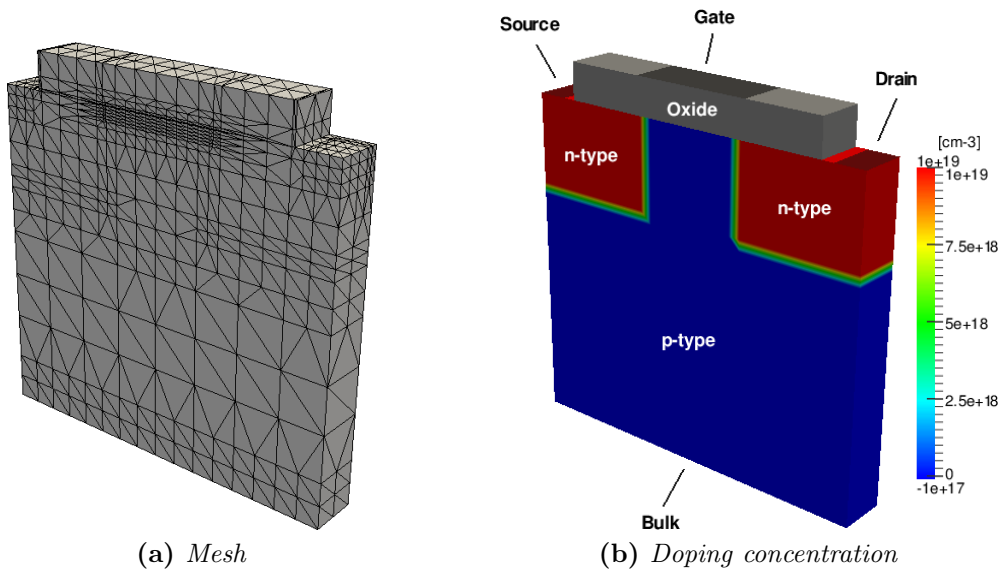 Source
Gate
Drain
Oxide
n-type
n-type
p-type
Bulk
[cm-3]
1e+19
1e+19
7.5e+18
5e+18
2.5e+18
0
-1e+17
(a) Mesh
(b) Doping concentration